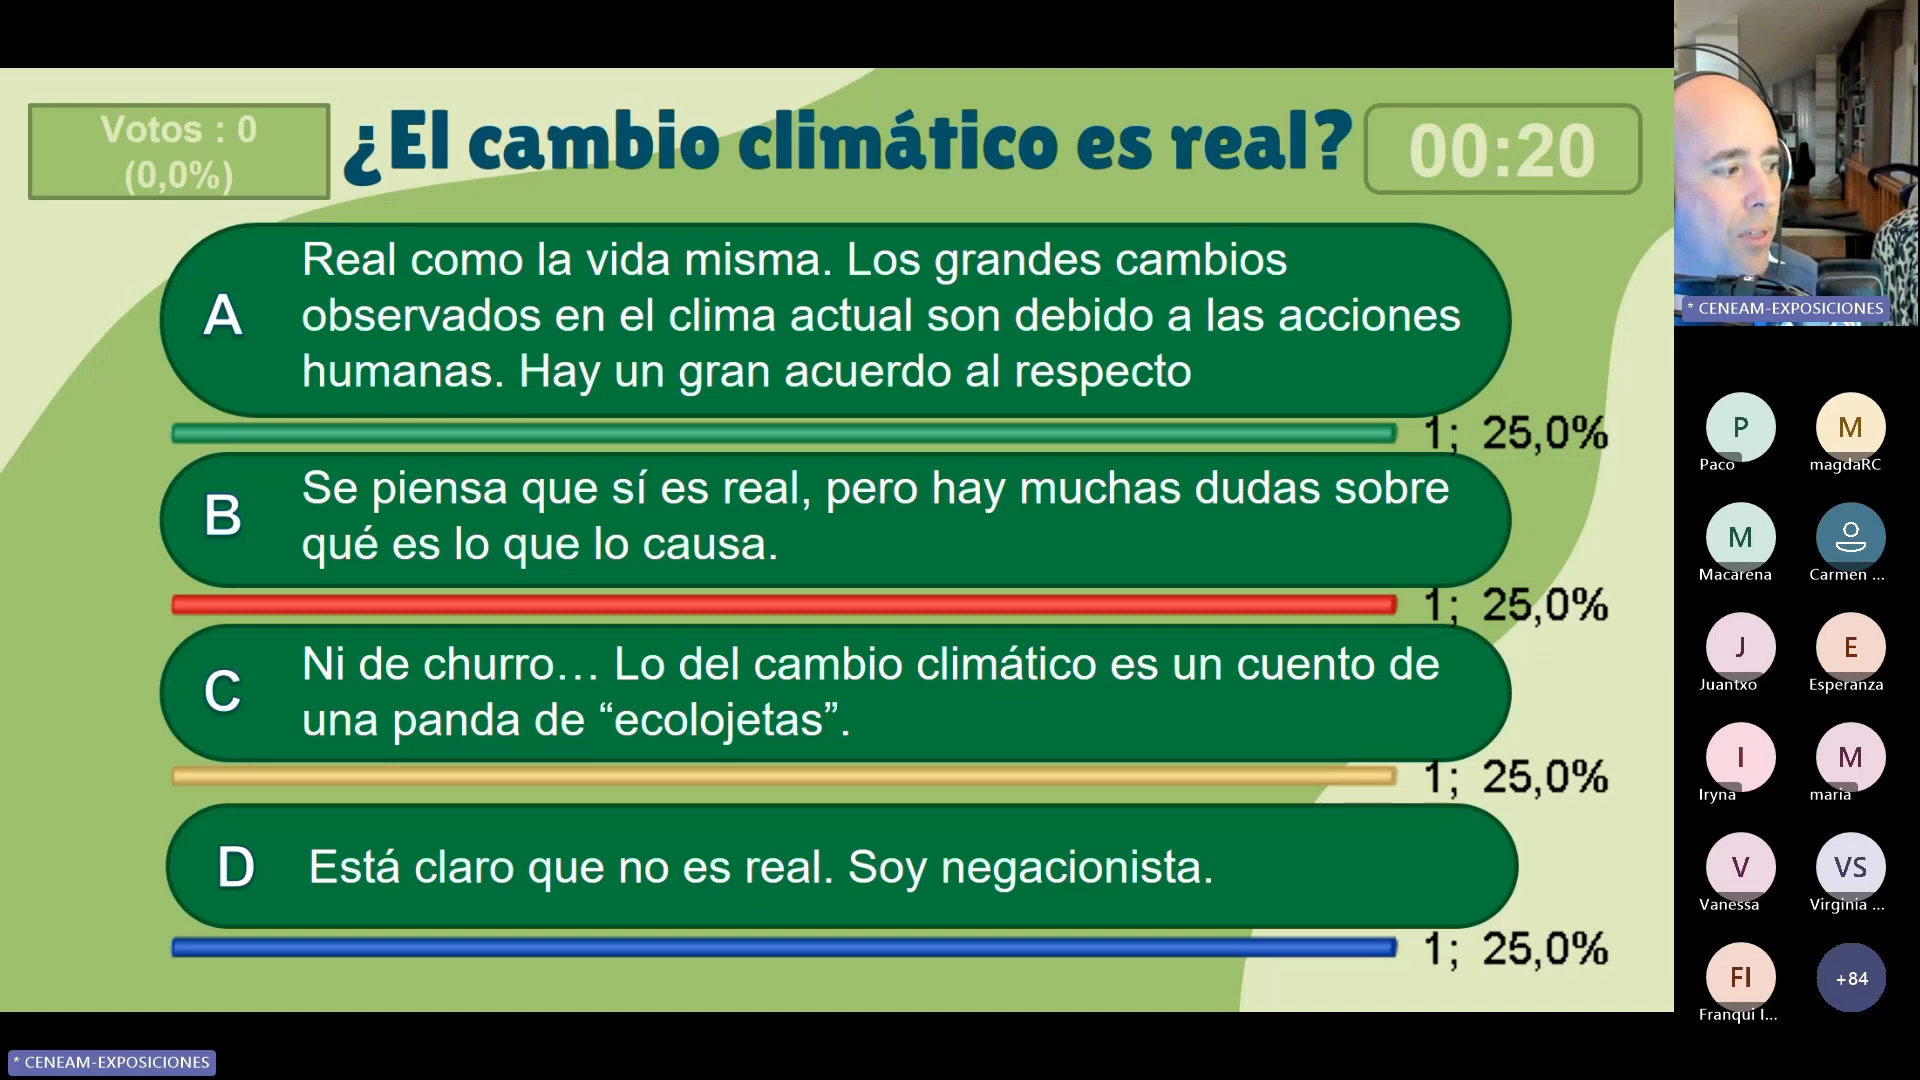 Votos : 0
(0,0%)
¿El cambio climático es real?
00:20
A
Real como la vida misma. Los grandes cambios
observados en el clima actual son debido a las acciones
humanas. Hay un gran acuerdo al respecto
1; 25,0%
B
Se piensa que sí es real, pero hay muchas dudas sobre
qué es lo que lo causa.
1; 25,0%
C
Ni de churro… Lo del cambio climático es un cuento de
una panda de “ecolojetas”.
1; 25,0%
D
Está claro que no es real. Soy negacionista.
1; 25,0%
* CENEAM-EXPOSICIONES
P
Paco
M
magdaRC
M
Macarena
Carmen ...
J
Juantxo
E
Esperanza
I
Iryna
M
maria
V
Vanessa
VS
Virginia ...
FI
Franqui I...
+84
* CENEAM-EXPOSICIONES